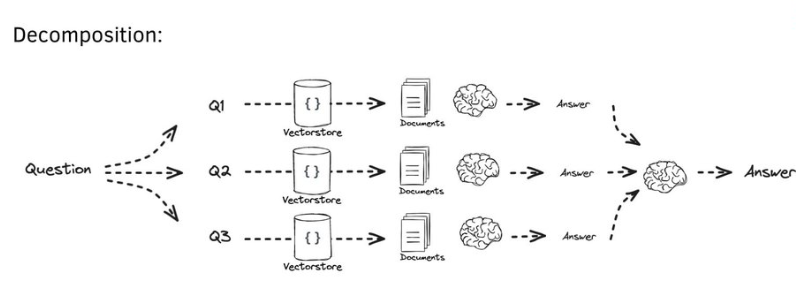 Decomposition:
Q1
{ }
Vectorstore
Documents
Answer
Question
Q2
{ }
Vectorstore
Documents
Answer
Answer
Q3
{ }
Vectorstore
Documents
Answer